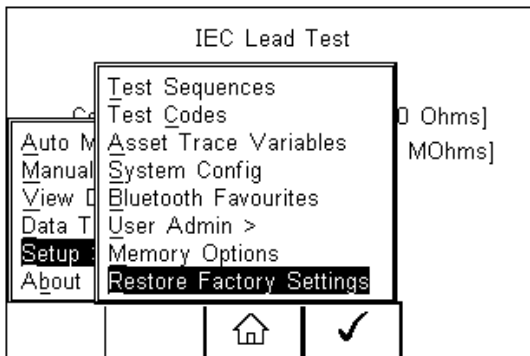 IEC Lead Test
Test Sequences
Test Codes
Asset Trace Variables
System Config
Bluetooth Favourites
User Admin >
Memory Options
Restore Factory Settings
Ohms]
MOhms]
Auto
Manual
View
Data
Setup
About